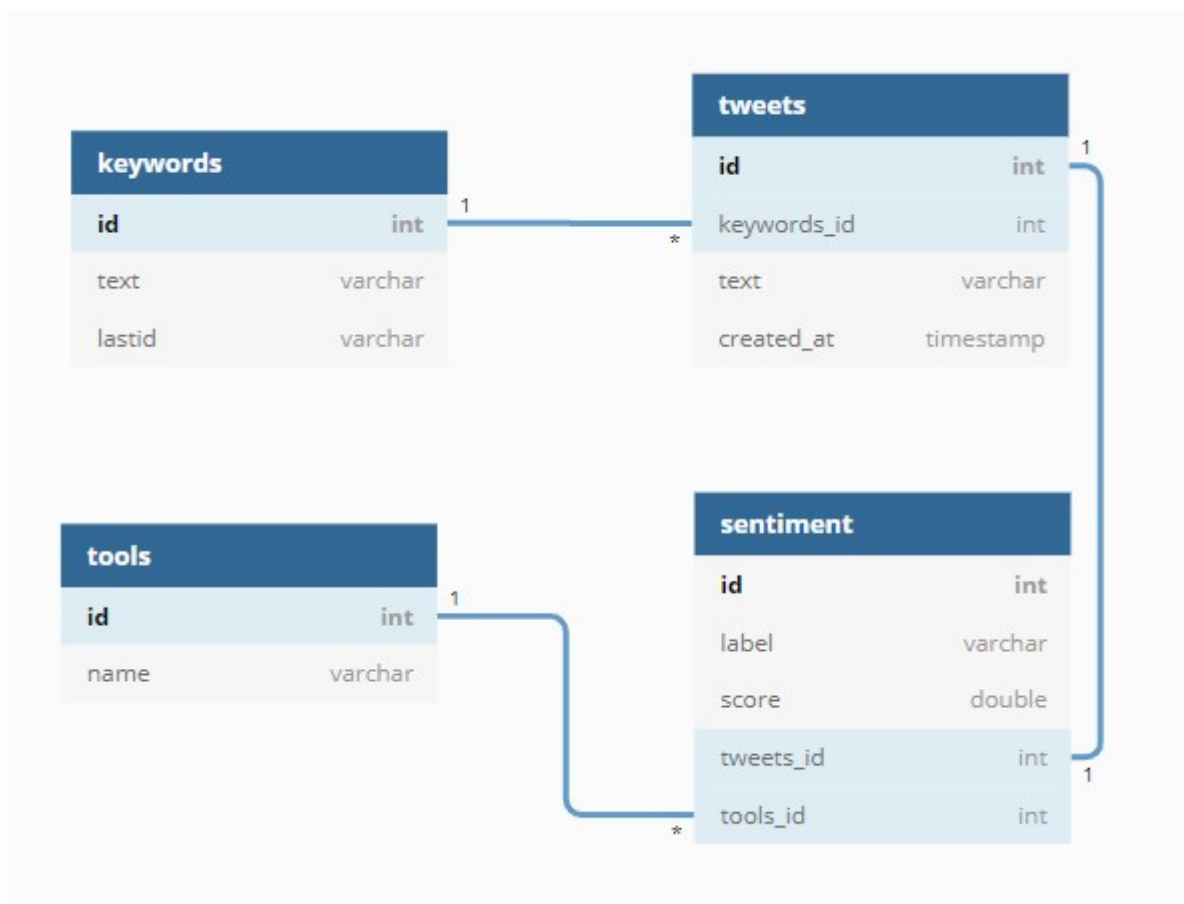 keywords
id int
text varchar
lastid varchar
1
*
tweets
id int
keywords_id int
text varchar
created_at timestamp
1
tools
id int
name varchar
1
*
sentiment
id int
label varchar
score double
tweets_id int
tools_id int
1